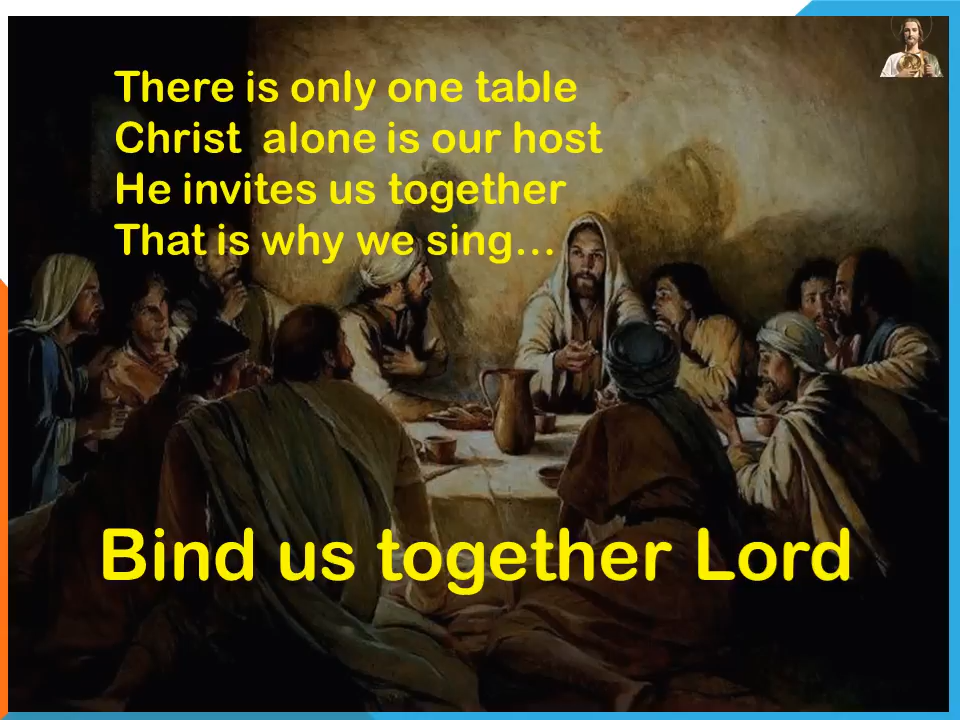 There is only one table
Christ  alone is our host
He invites us together
That is why we sing…
Bind us together Lord